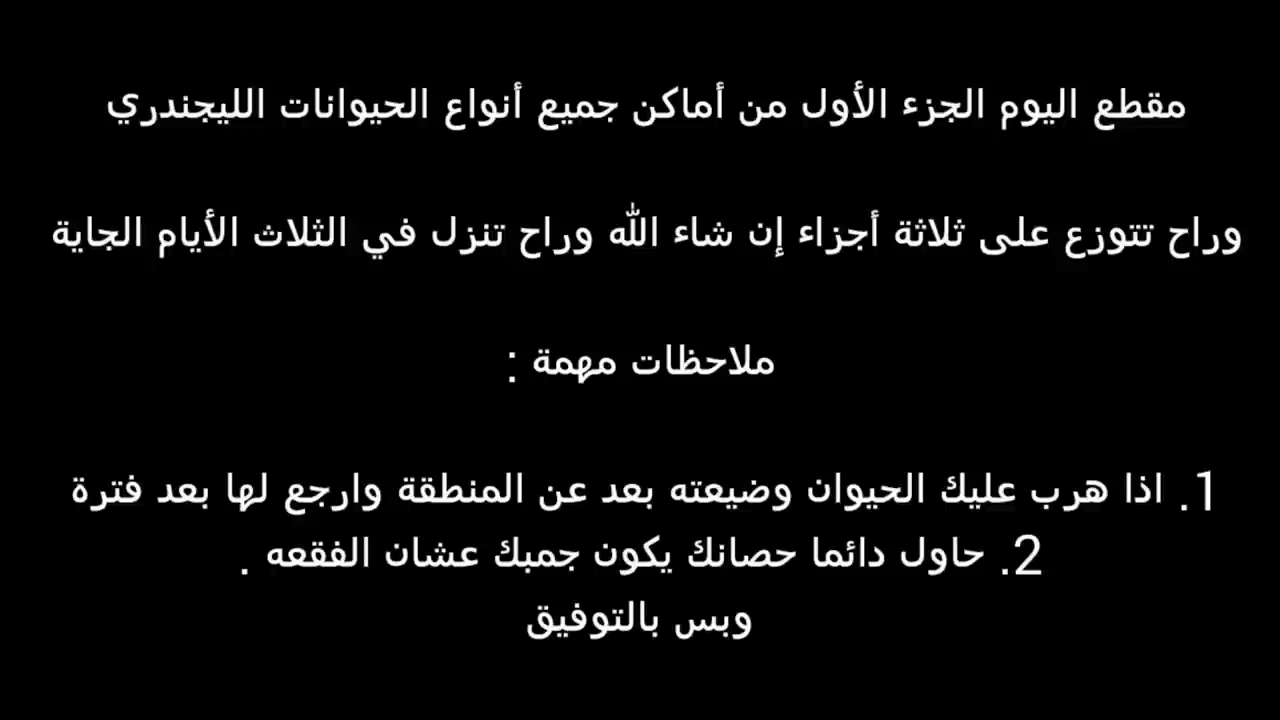 مقطع اليوم الجزء الأول من أماكن جميع أنواع الحيوانات الليجندري
وراح تتوزع على ثلاثة أجزاء إن شاء الله وراح تنزل في الثلاث الأيام الجاية
ملاحظات مهمة :
1. اذا هرب عليك الحيوان وضيعته بعد عن المنطقة وارجع لها بعد فترة
2. حاول دائما حصانك يكون جمبك عشان الفقعه .
وبس بالتوفيق